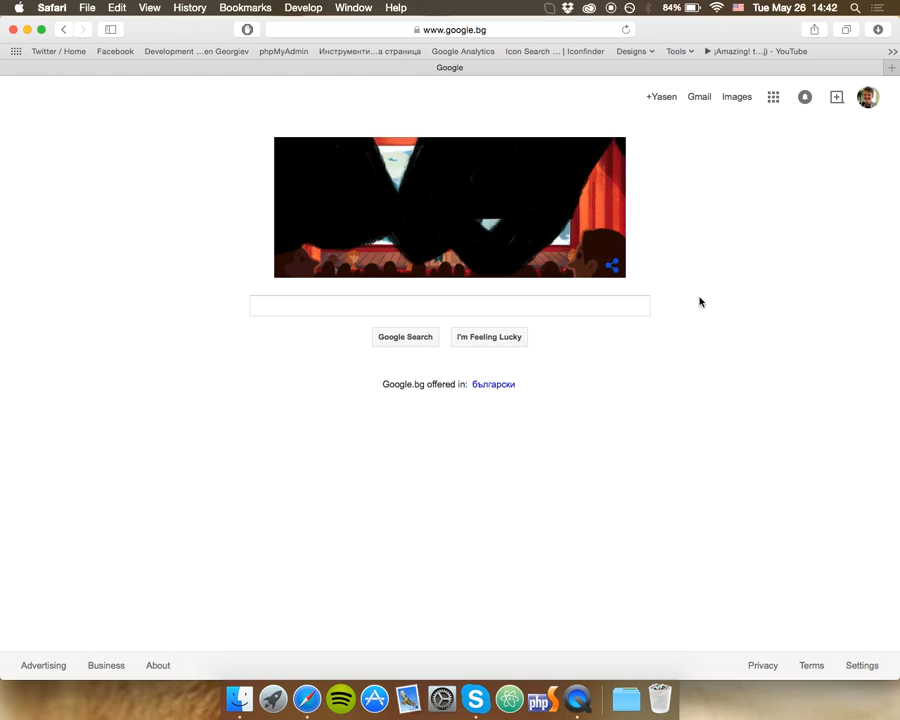 Safari File Edit View History Bookmarks Develop Window Help 84% Tue May 26 14:42
www.google.bg
Twitter / Home Facebook Development ...en Georgiev phpMyAdmin Инструменти...а страница Google Analytics Icon Search ... | Iconfinder Designs Tools ¡Amazing! t...j) - YouTube >>
Google
+Yasen Gmail Images
Google Search I'm Feeling Lucky
Google.bg offered in: български
Advertising Business About Privacy Terms Settings
php